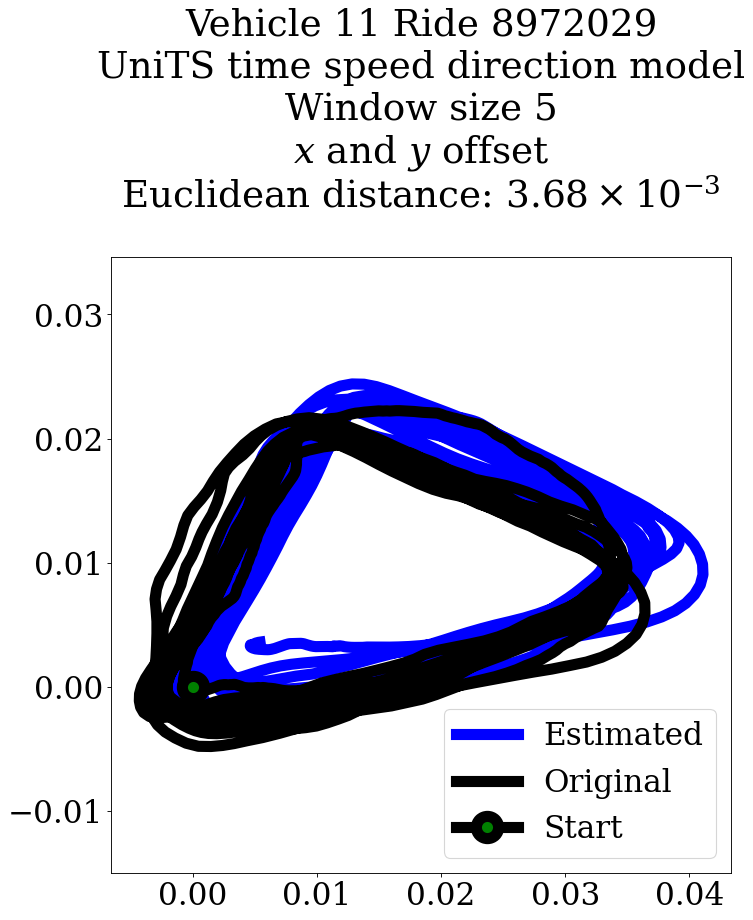 Vehicle 11 Ride 8972029
UniTS time speed direction model
Window size 5
x and y offset
Euclidean distance: 3.68 × 10⁻³
0.03
0.02
0.01
0.00
−0.01
Estimated
Original
Start
0.00 0.01 0.02 0.03 0.04